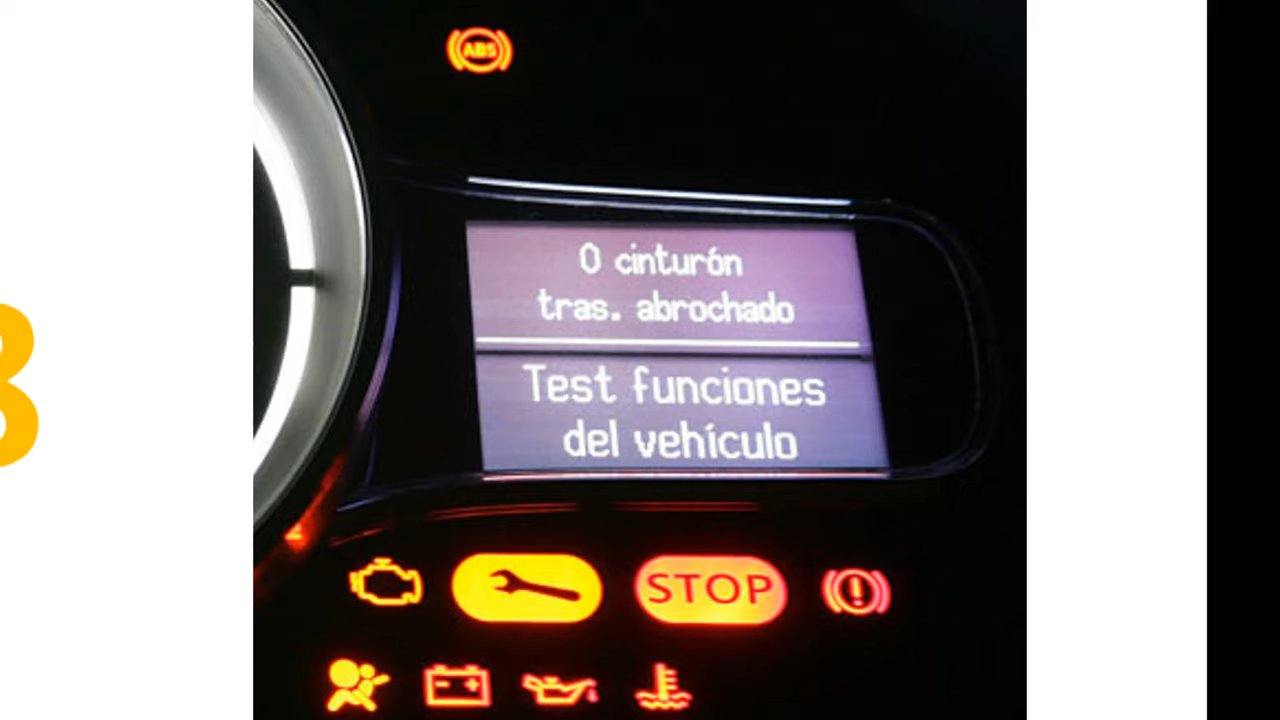 ABS
0 cinturón
tras. abrochado
Test funciones
del vehículo
STOP